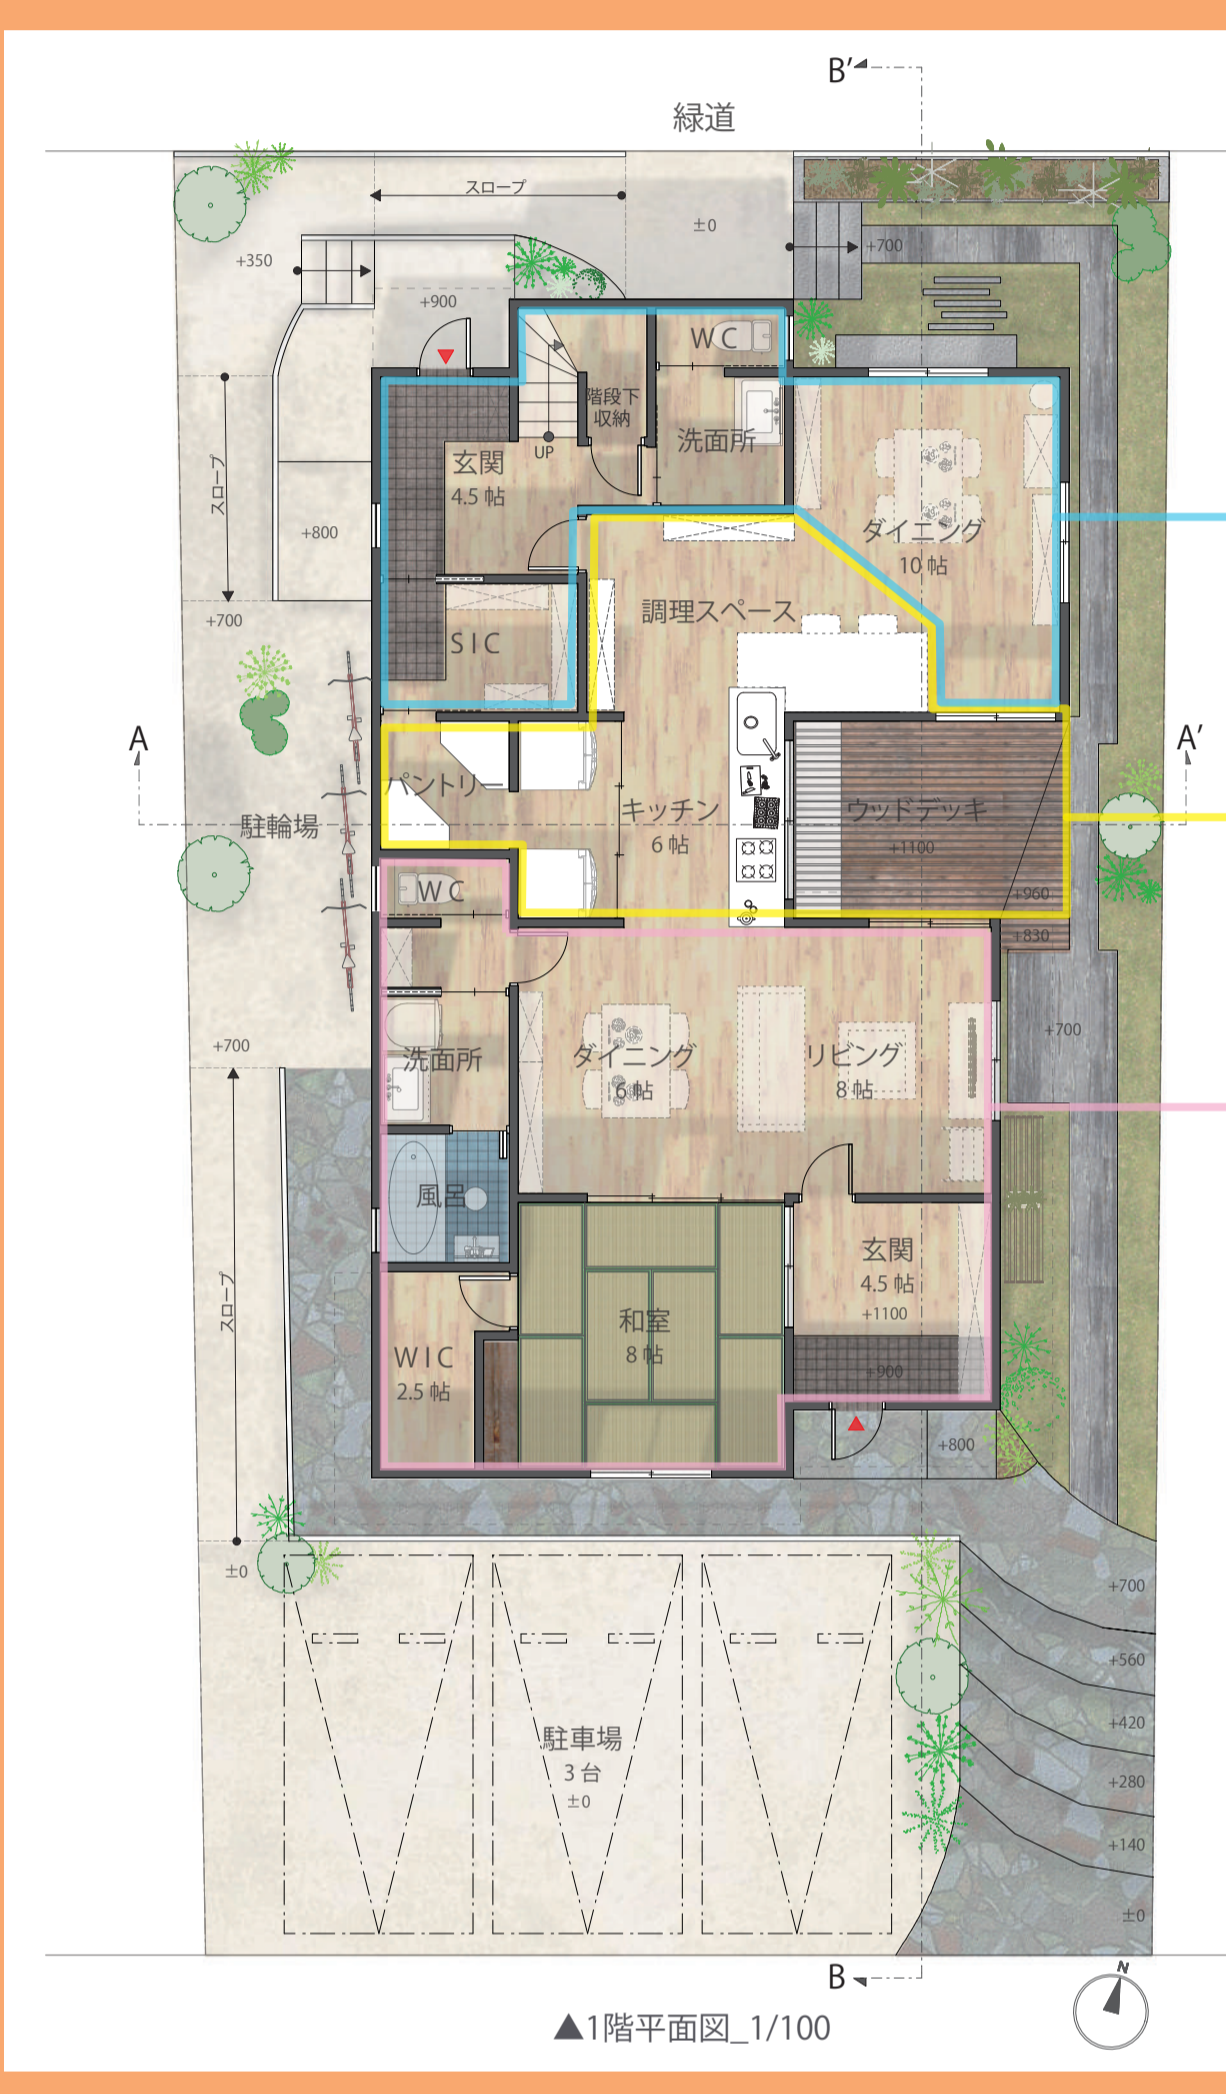 B’
緑道
スロープ
±0
+700
+350
+900
WC
階段下
収納
洗面所
UP
玄関
4.5 帖
スロープ
+800
ダイニング
10 帖
調理スペース
+700
SIC
A
A’
パントリー
キッチン
6 帖
ウッドデッキ
+1100
駐輪場
WC
+960
+830
+700
+700
洗面所
ダイニング
6 帖
リビング
8 帖
風呂
玄関
4.5 帖
+1100
スロープ
和室
8 帖
WIC
2.5 帖
+900
+800
±0
+700
+560
+420
駐車場
3 台
±0
+280
+140
±0
N
B
▲1階平面図_1/100